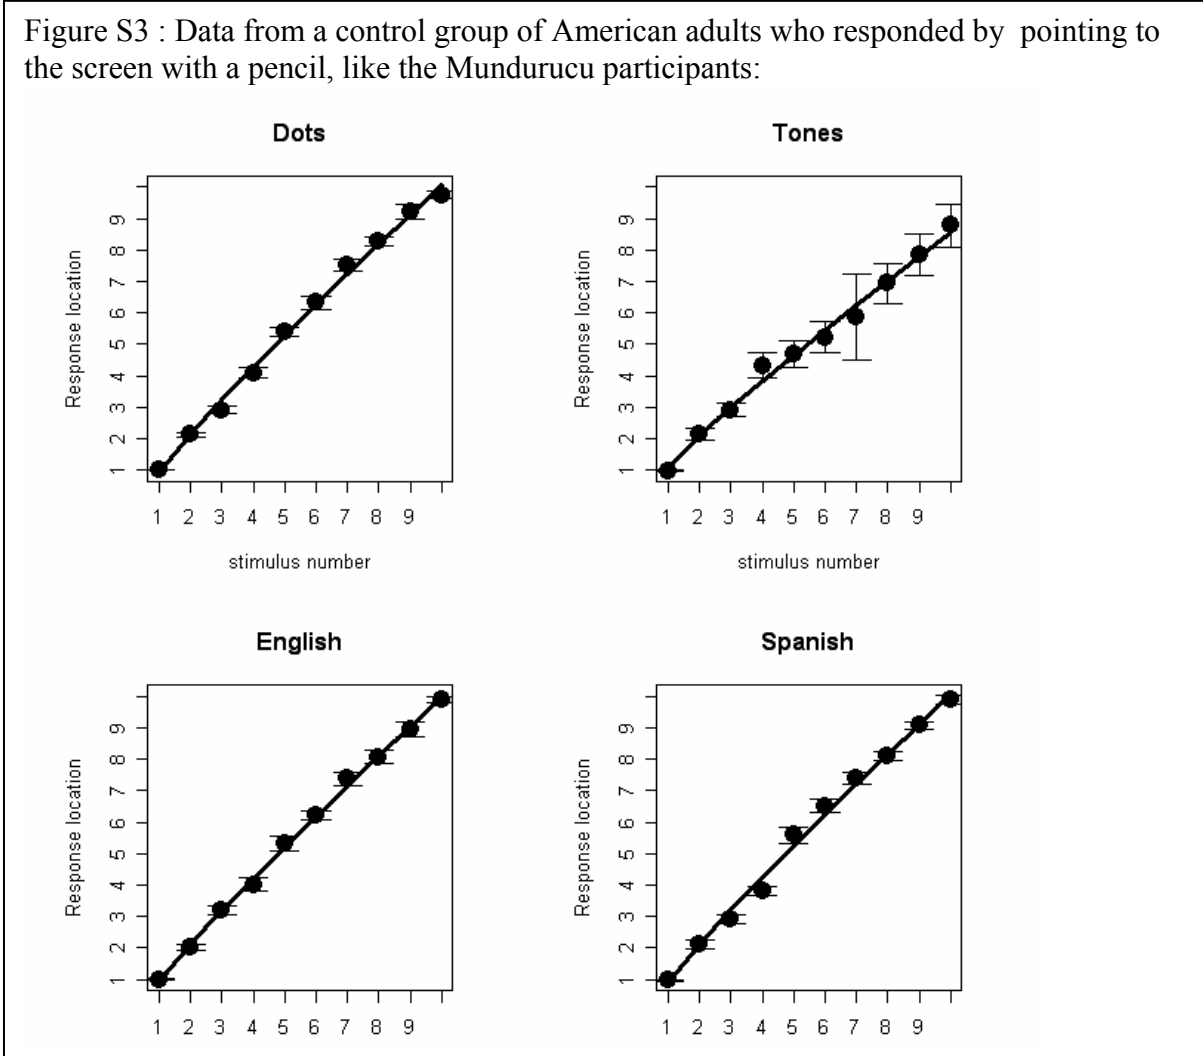 Figure S3 : Data from a control group of American adults who responded by  pointing to
the screen with a pencil, like the Mundurucu participants:
Dots
Response location
9
8
7
6
5
4
3
2
1
1 2 3 4 5 6 7 8 9
stimulus number
Tones
Response location
9
8
7
6
5
4
3
2
1
1 2 3 4 5 6 7 8 9
stimulus number
English
Response location
9
8
7
6
5
4
3
2
1
1 2 3 4 5 6 7 8 9
Spanish
Response location
9
8
7
6
5
4
3
2
1
1 2 3 4 5 6 7 8 9